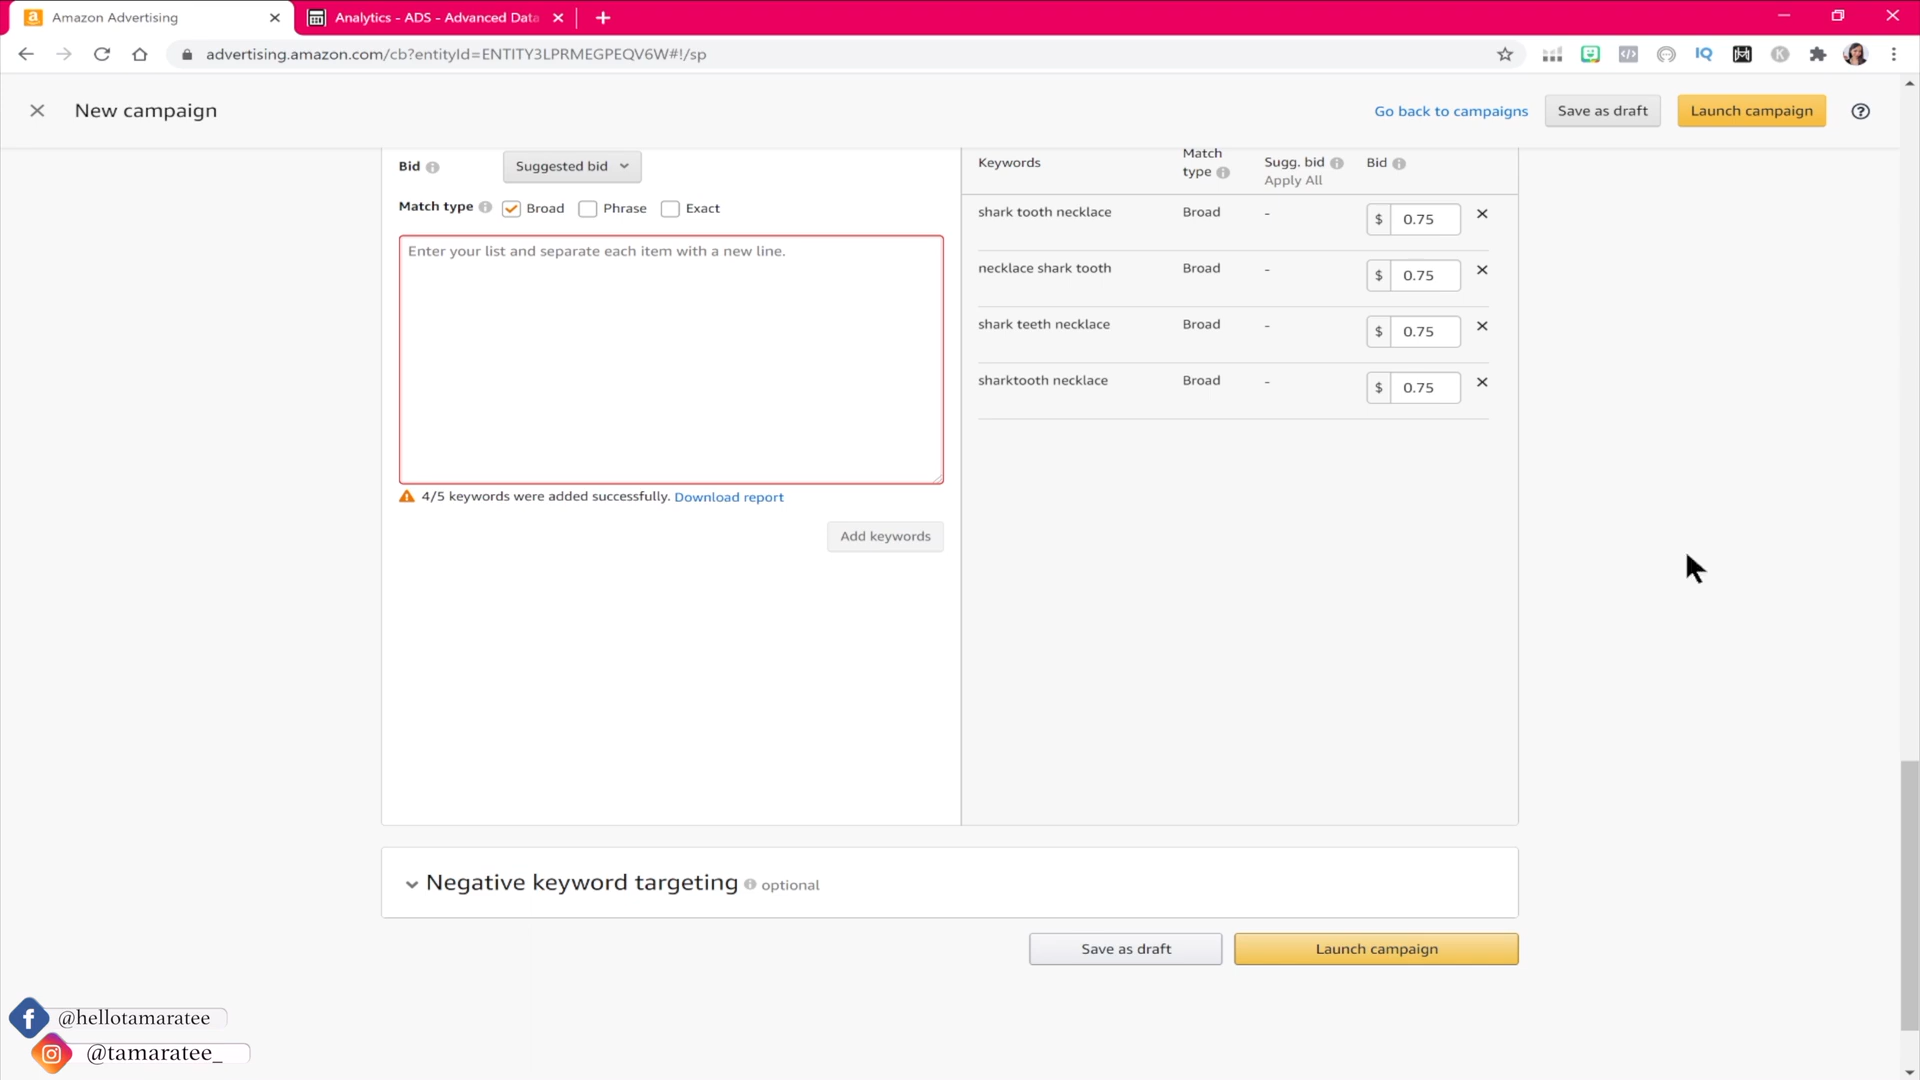 Amazon Advertising
Analytics - ADS - Advanced Data
advertising.amazon.com/cb?entityId=ENTITY3LPRMEGPEQV6W#!/sp
IQ
K
New campaign
Go back to campaigns
Save as draft
Launch campaign
Bid
Suggested bid
Match type
Broad
Phrase
Exact
Enter your list and separate each item with a new line.
4/5 keywords were added successfully. Download report
Add keywords
Keywords
Match type
Sugg. bid
Apply All
Bid
shark tooth necklace Broad - $ 0.75
necklace shark tooth Broad - $ 0.75
shark teeth necklace Broad - $ 0.75
sharktooth necklace Broad - $ 0.75
Negative keyword targeting optional
Save as draft
Launch campaign
@hellotamaratee
@tamaratee_